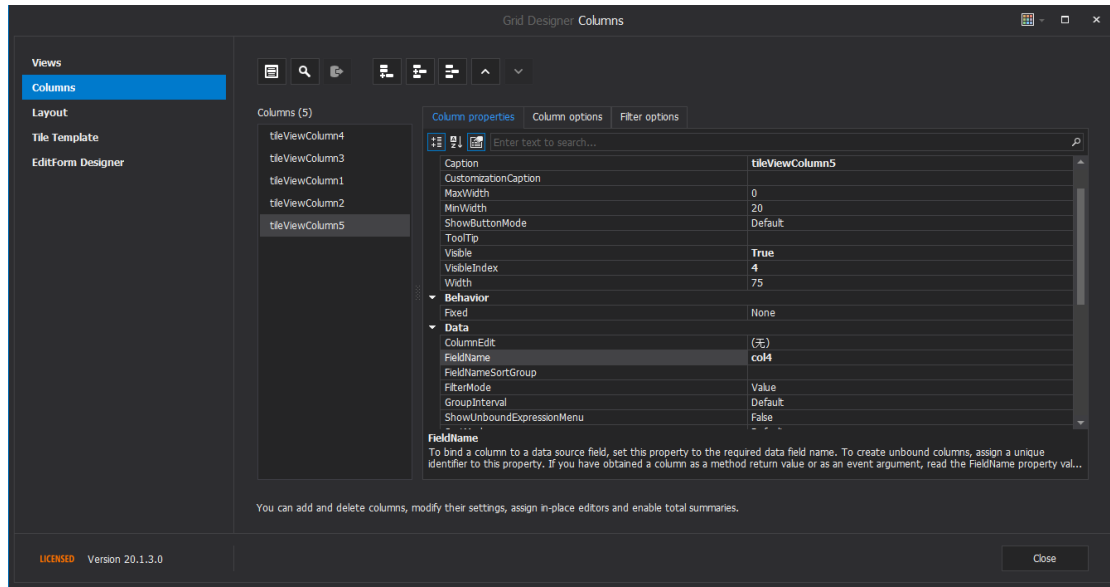 Grid Designer Columns
Views
Columns
Layout
Tile Template
EditForm Designer
Columns (5)
tileViewColumn4
tileViewColumn3
tileViewColumn1
tileViewColumn2
tileViewColumn5
Column properties Column options Filter options
Enter text to search...
Caption tileViewColumn5
CustomizationCaption
MaxWidth 0
MinWidth 20
ShowButtonMode Default
ToolTip
Visible True
VisibleIndex 4
Width 75
Behavior
Fixed None
Data
ColumnEdit (无)
FieldName col4
FieldNameSortGroup
FilterMode Value
GroupInterval Default
ShowUnboundExpressionMenu False
FieldName
To bind a column to a data source field, set this property to the required data field name. To create unbound columns, assign a unique
identifier to this property. If you have obtained a column as a method return value or as an event argument, read the FieldName property val...
You can add and delete columns, modify their settings, assign in-place editors and enable total summaries.
LICENSED Version 20.1.3.0
Close